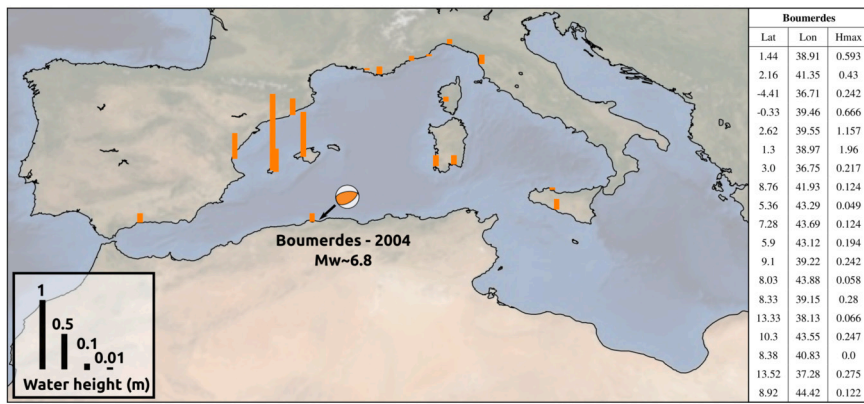 Boumerdes - 2004
Mw~6.8
1
0.5
0.1
0.01
Water height (m)
Boumerdes
Lat Lon Hmax
1.44 38.91 0.593
2.16 41.35 0.43
-4.41 36.71 0.242
-0.33 39.46 0.666
2.62 39.55 1.157
1.3 38.97 1.96
3.0 36.75 0.217
8.76 41.93 0.124
5.36 43.29 0.049
7.28 43.69 0.124
5.9 43.12 0.194
9.1 39.22 0.242
8.03 43.88 0.058
8.33 39.15 0.28
13.33 38.13 0.066
10.3 43.55 0.247
8.38 40.83 0.0
13.52 37.28 0.275
8.92 44.42 0.122